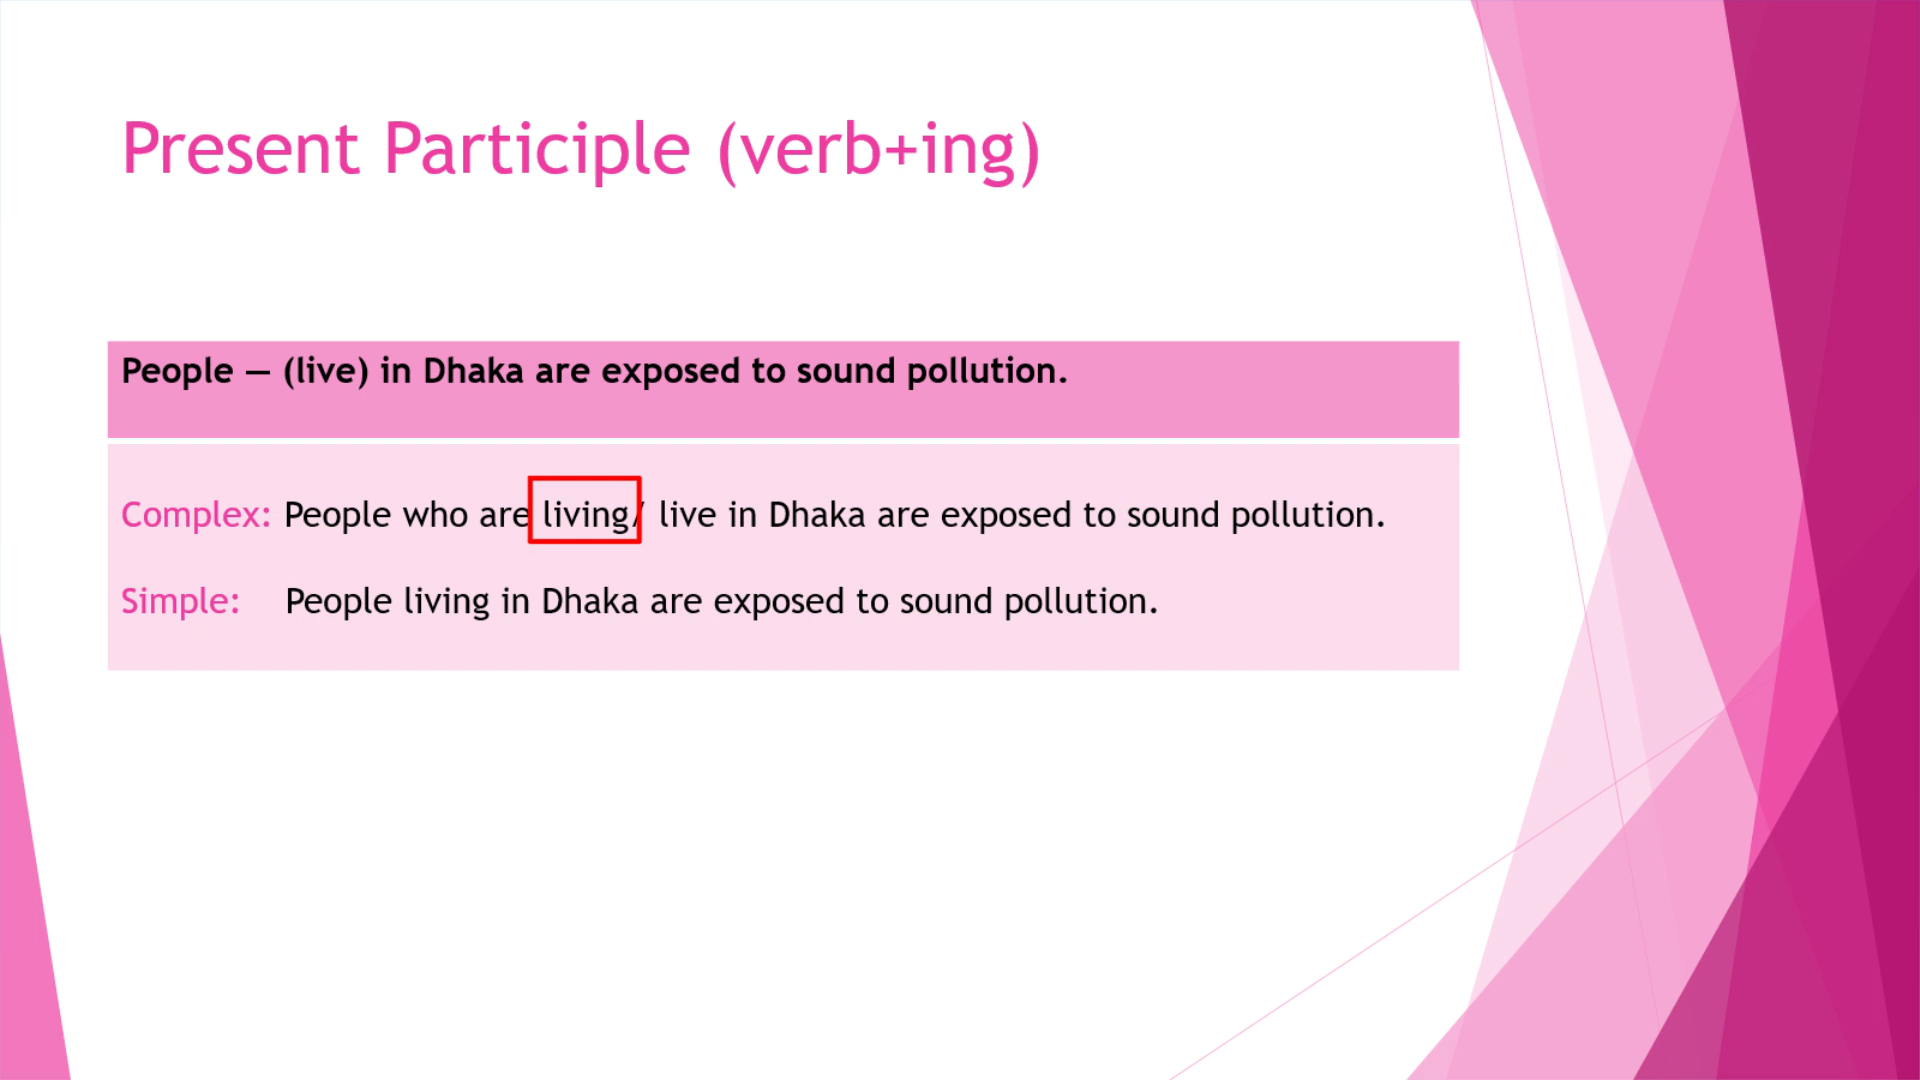 Present Participle (verb+ing)
People — (live) in Dhaka are exposed to sound pollution.
Complex: People who are living/ live in Dhaka are exposed to sound pollution.
Simple: People living in Dhaka are exposed to sound pollution.